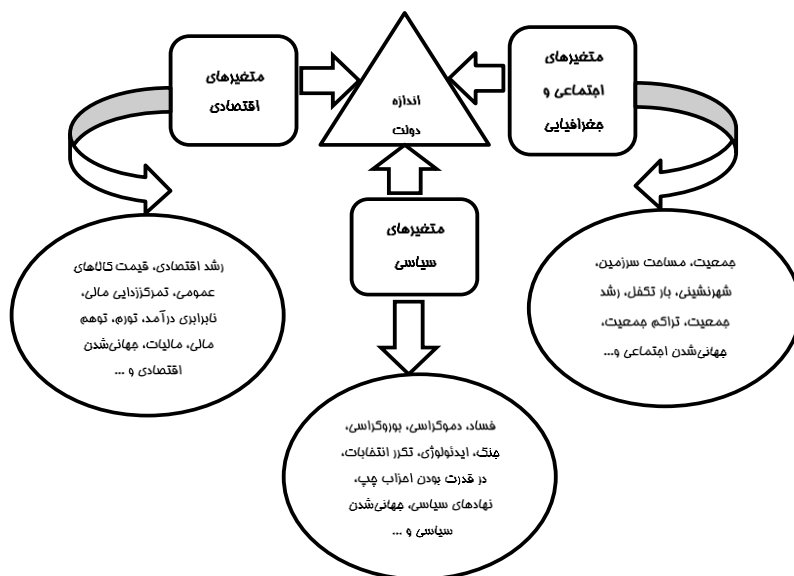 متغیرهای
اجتماعی و
جغرافیایی
اندازه
دولت
متغیرهای
اقتصادی
متغیرهای
سیاسی
جمعیت، مساحت سرزمین،
شهرنشینی، بار تکفل، رشد
جمعیت، تراکم جمعیت،
جهانی‌شدن اجتماعی و...
رشد اقتصادی، قیمت کالاهای
عمومی، تمرکززدایی مالی،
نابرابری درآمد، تورم، توهم
مالی، مالیات، جهانی‌شدن
اقتصادی و ...
فساد، دموکراسی، بوروکراسی،
جنگ، ایدئولوژی، تکرر انتخابات،
در قدرت بودن احزاب چپ،
نهادهای سیاسی، جهانی‌شدن
سیاسی و ...